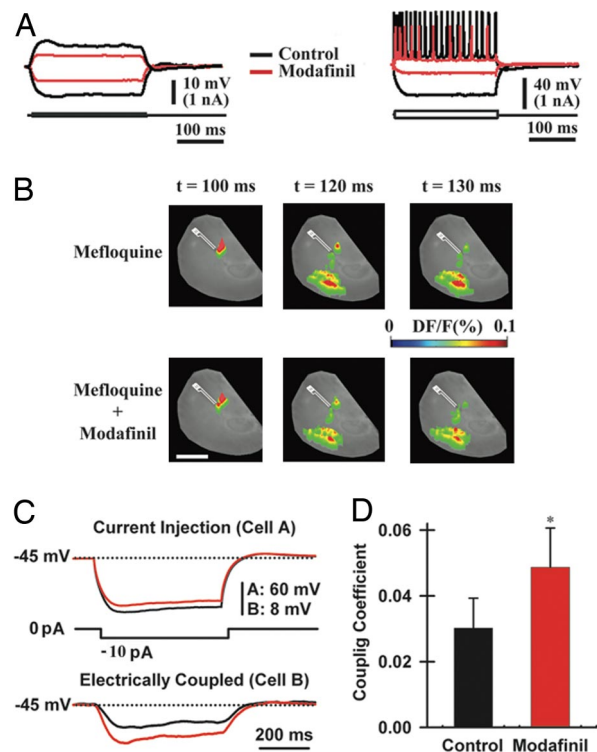 A
Control
Modafinil
10 mV
(1 nA)
100 ms
40 mV
(1 nA)
100 ms
B
t = 100 ms
t = 120 ms
t = 130 ms
Mefloquine
0 DF/F(%) 0.1
Mefloquine
+
Modafinil
C
Current Injection (Cell A)
-45 mV
A: 60 mV
B: 8 mV
0 pA
-10 pA
Electrically Coupled (Cell B)
-45 mV
200 ms
D
Couplig Coefficient
0.06
0.04
0.02
0.00
*
Control
Modafinil